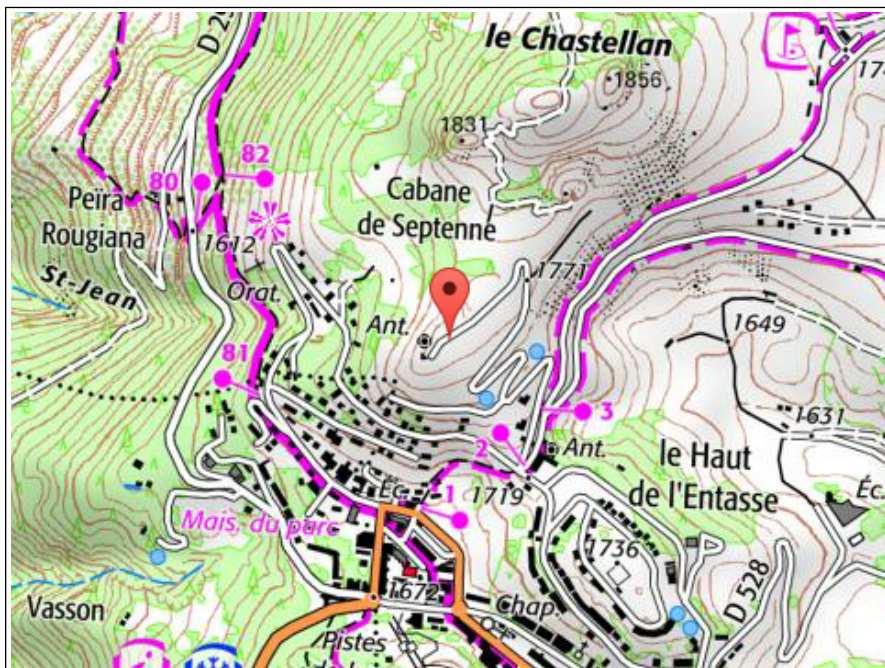 le Chastellan
D 2
1856
1831
82
80
Cabane
de Septenne
Peïra
Rougiana
1612
St-Jean
Orat.
1771
Ant.
1649
81
3
1631
2
Ant.
le Haut
de l'Entasse
Éc.
Éc.
1
1719
Mais. du parc
1736
D 528
1672
Chap.
Vasson
Pistes